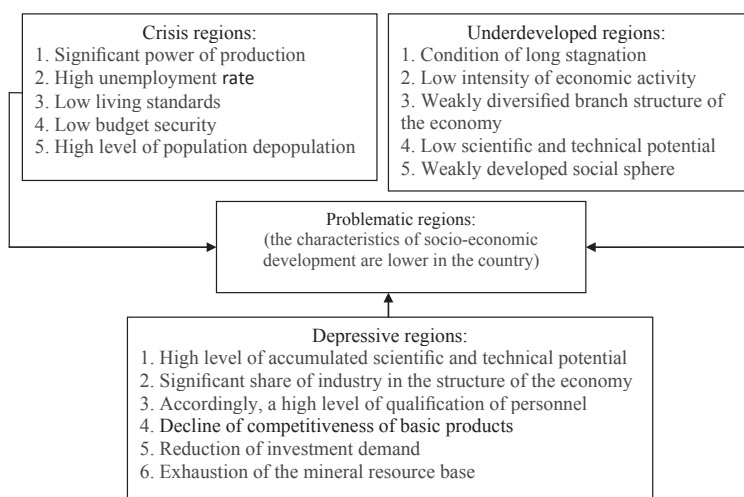 Crisis regions:
1. Significant power of production
2. High unemployment rate
3. Low living standards
4. Low budget security
5. High level of population depopulation
Underdeveloped regions:
1. Condition of long stagnation
2. Low intensity of economic activity
3. Weakly diversified branch structure of
the economy
4. Low scientific and technical potential
5. Weakly developed social sphere
Problematic regions:
(the characteristics of socio-economic
development are lower in the country)
Depressive regions:
1. High level of accumulated scientific and technical potential
2. Significant share of industry in the structure of the economy
3. Accordingly, a high level of qualification of personnel
4. Decline of competitiveness of basic products
5. Reduction of investment demand
6. Exhaustion of the mineral resource base